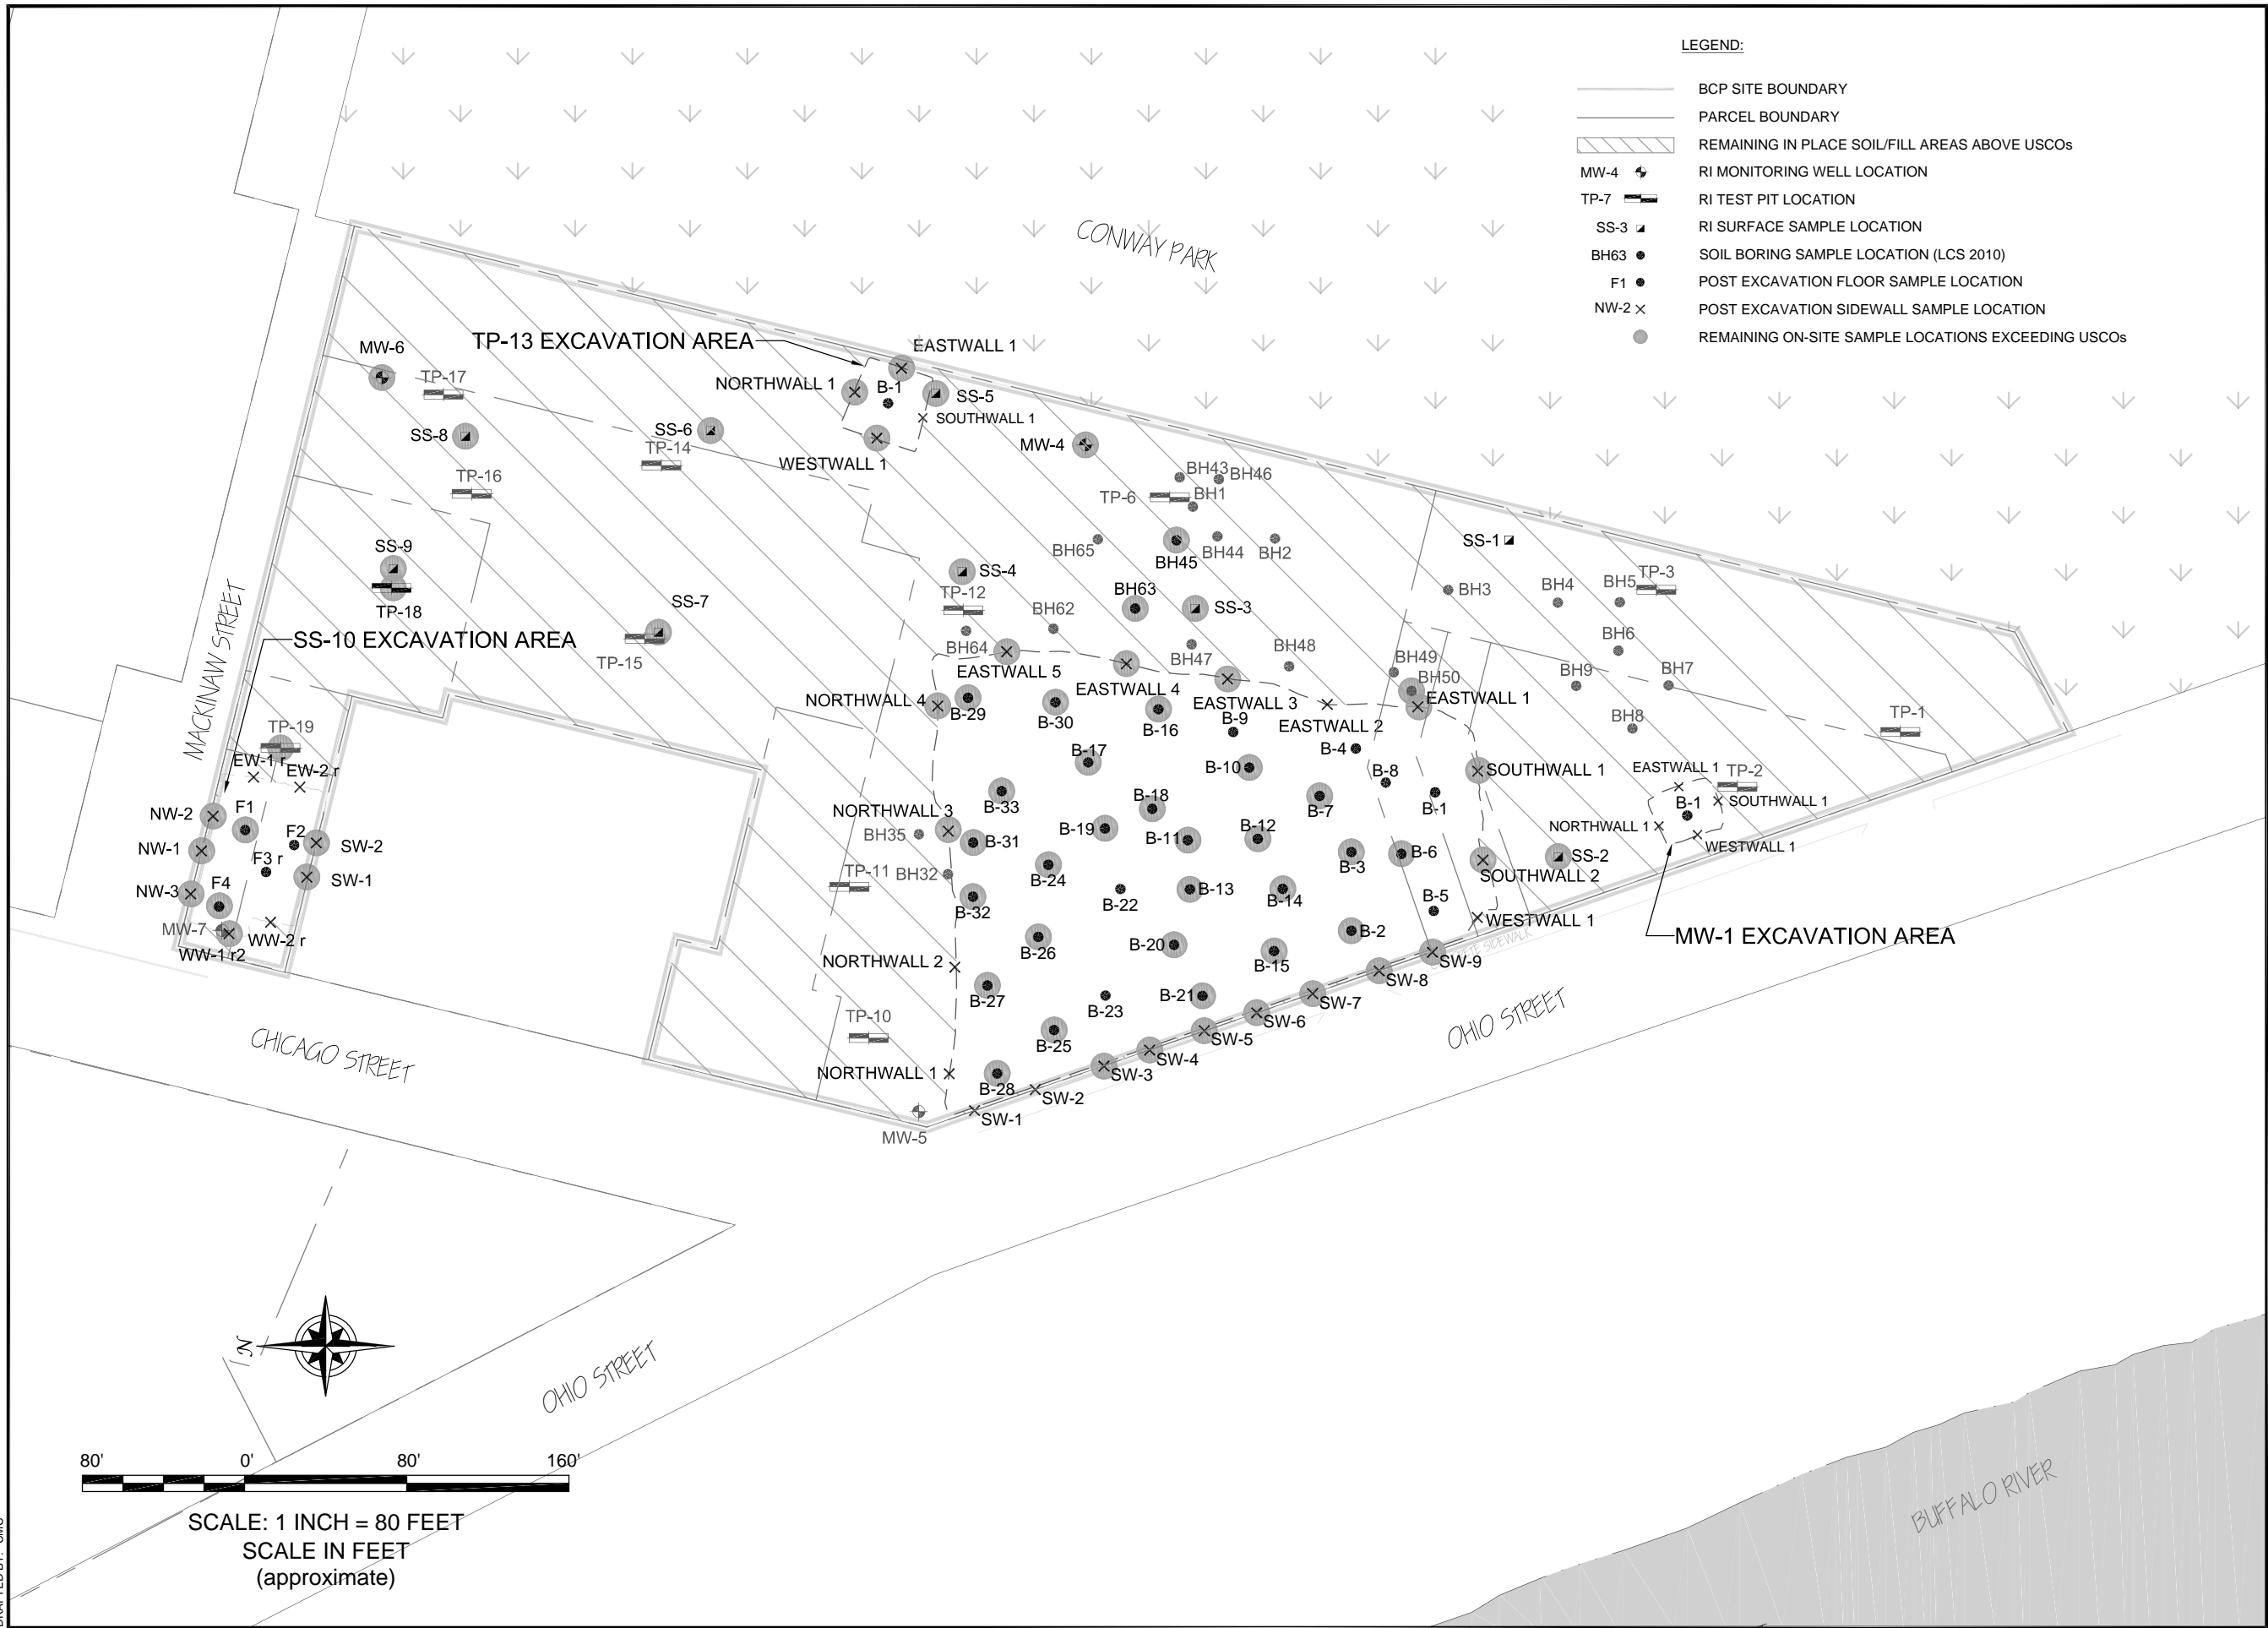 LEGEND:
BCP SITE BOUNDARY
PARCEL BOUNDARY
REMAINING IN PLACE SOIL/FILL AREAS ABOVE USCOs
MW-4 RI MONITORING WELL LOCATION
TP-7 RI TEST PIT LOCATION
SS-3 RI SURFACE SAMPLE LOCATION
BH63 SOIL BORING SAMPLE LOCATION (LCS 2010)
F1 POST EXCAVATION FLOOR SAMPLE LOCATION
NW-2 POST EXCAVATION SIDEWALL SAMPLE LOCATION
REMAINING ON-SITE SAMPLE LOCATIONS EXCEEDING USCOs
CONWAY PARK
TP-13 EXCAVATION AREA
EASTWALL 1
MW-6
TP-17
NORTHWALL 1
B-1
SS-5
SOUTHWALL 1
SS-8
SS-6
TP-14
WESTWALL 1
MW-4
TP-16
BH43
BH46
TP-6
BH1
SS-9
TP-18
BH65
BH45
BH44
BH2
SS-1
SS-4
TP-12
BH62
BH63
SS-3
BH3
BH4
BH5
TP-3
MACKINAW STREET
SS-10 EXCAVATION AREA
SS-7
TP-15
BH64
EASTWALL 5
BH47
BH48
BH49
BH50
BH6
BH9
BH7
BH8
TP-1
NORTHWALL 4
B-29
B-30
EASTWALL 4
EASTWALL 3
B-16
B-9
EASTWALL 2
EASTWALL 1
TP-19
EW-1 r
EW-2 r
B-17
B-10
B-4
B-8
SOUTHWALL 1
EASTWALL 1
TP-2
B-1
SOUTHWALL 1
NORTHWALL 1
WESTWALL 1
NW-2
F1
F2
SW-2
NW-1
F3 r
SW-1
NW-3
F4
MW-7
WW-2 r
WW-1 r2
NORTHWALL 3
BH35
B-33
B-31
B-18
B-19
B-11
B-12
B-7
B-1
B-3
B-6
SS-2
SOUTHWALL 2
TP-11
BH32
B-24
B-32
B-22
B-13
B-14
B-5
WESTWALL 1
MW-1 EXCAVATION AREA
B-26
B-20
B-15
B-2
SIDEWALK
SW-9
NORTHWALL 2
B-27
B-23
B-21
SW-8
SW-7
SW-6
TP-10
B-25
SW-5
SW-4
SW-3
NORTHWALL 1
B-28
SW-2
SW-1
MW-5
CHICAGO STREET
OHIO STREET
OHIO STREET
BUFFALO RIVER
N
80' 0' 80' 160'
SCALE: 1 INCH = 80 FEET
SCALE IN FEET
(approximate)